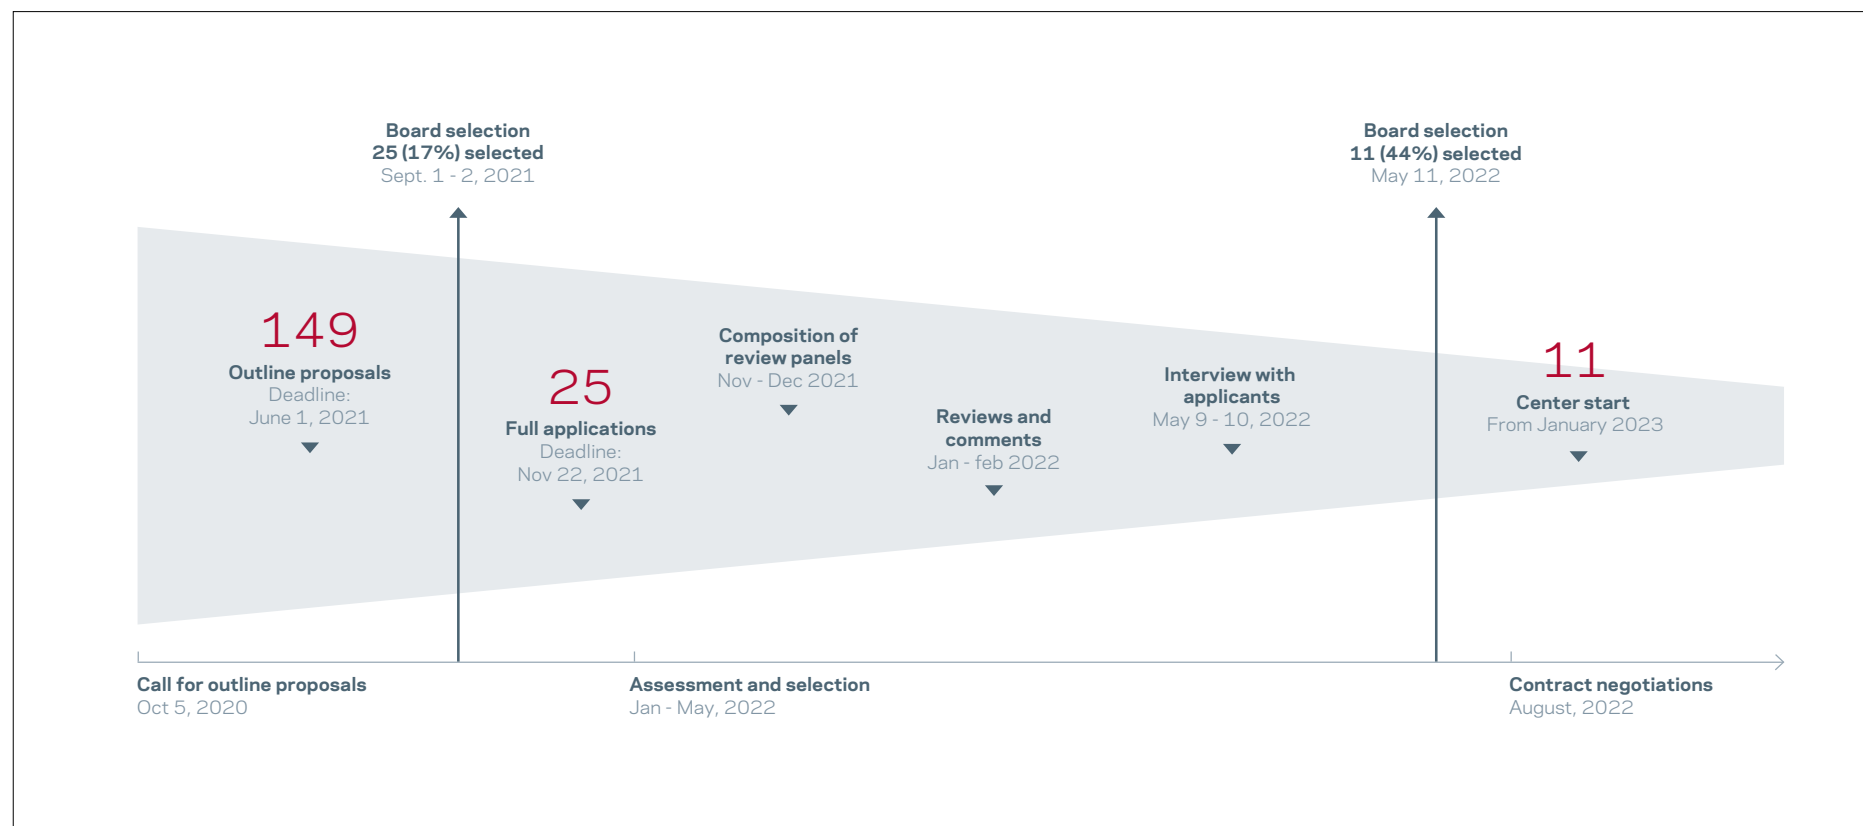 Board selection
25 (17%) selected
Sept. 1 - 2, 2021
Board selection
11 (44%) selected
May 11, 2022
149
Outline proposals
Deadline:
June 1, 2021
25
Full applications
Deadline:
Nov 22, 2021
Composition of
review panels
Nov - Dec 2021
Reviews and
comments
Jan - feb 2022
Interview with
applicants
May 9 - 10, 2022
11
Center start
From January 2023
Call for outline proposals
Oct 5, 2020
Assessment and selection
Jan - May, 2022
Contract negotiations
August, 2022